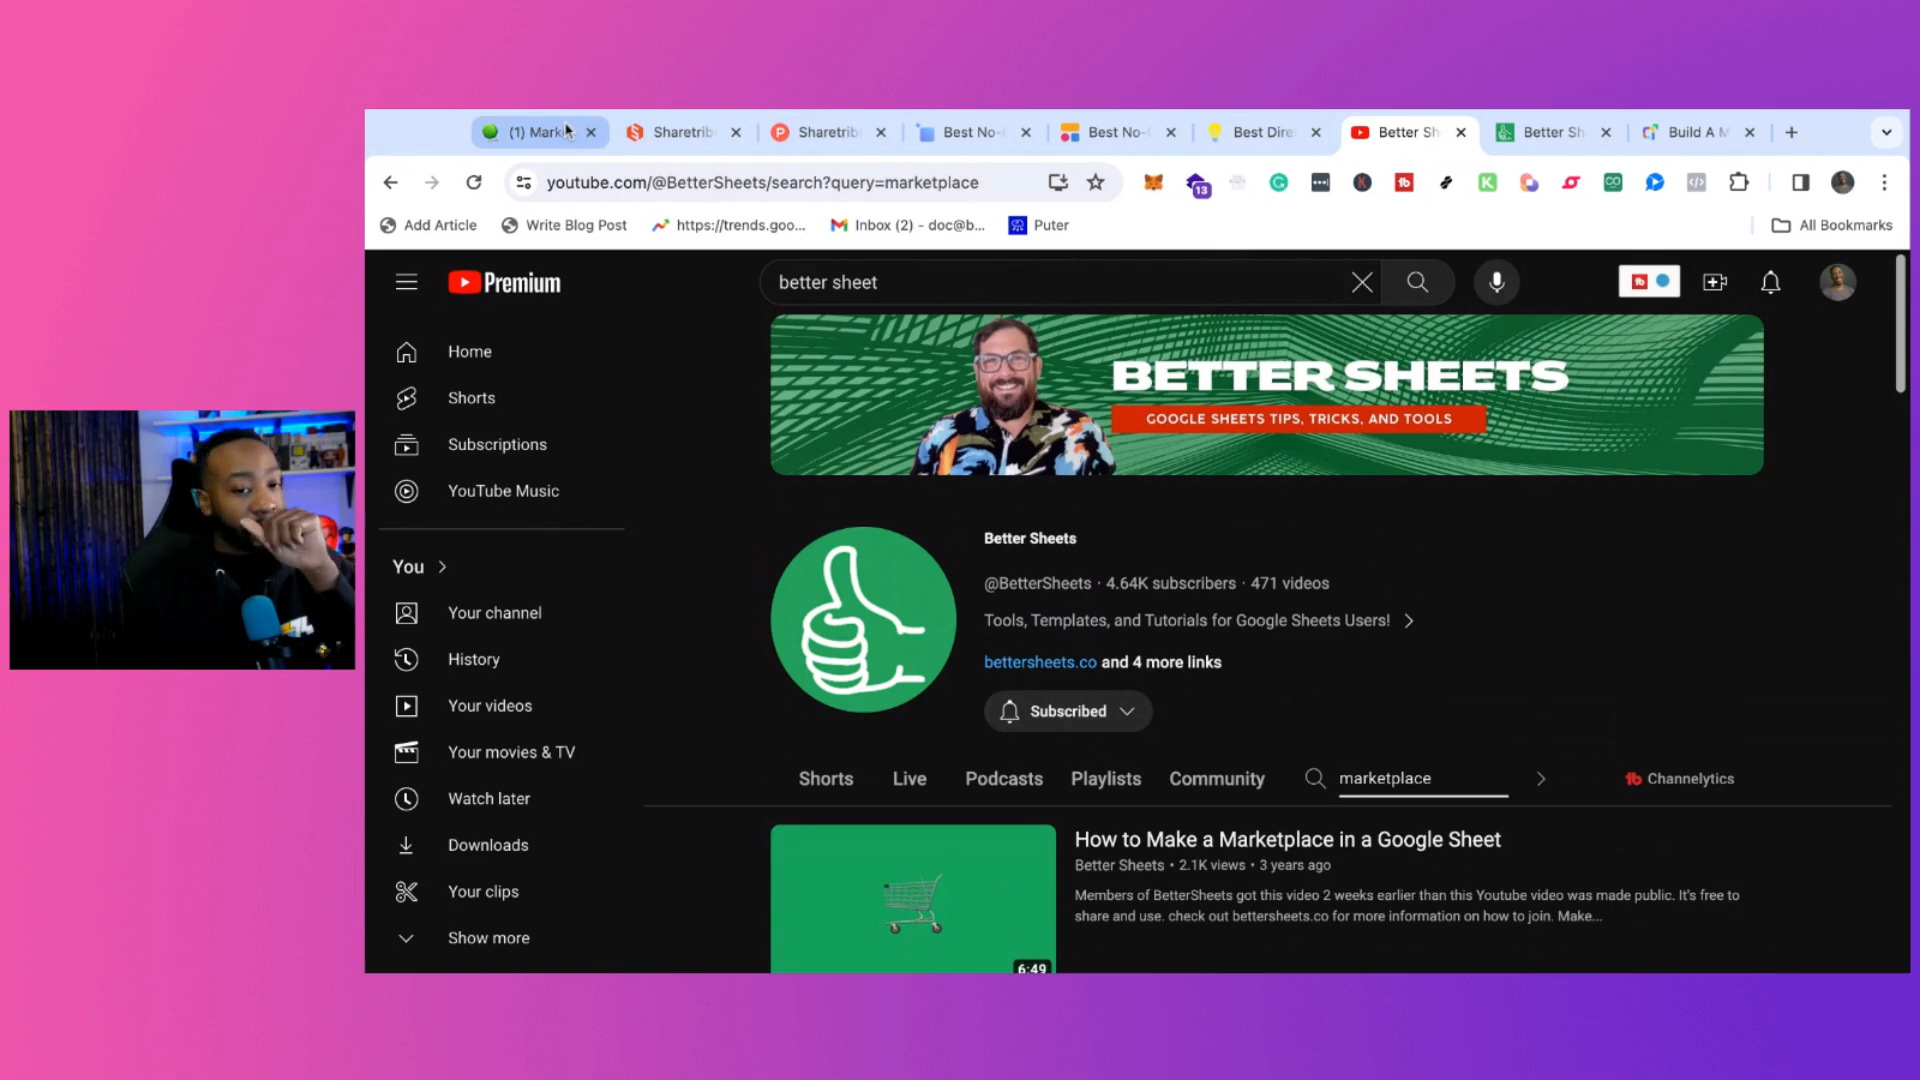 (1) Mark
Sharetrib
Sharetrib
Best No-
Best No-
Best Dire
Better Sh
Better Sh
Build A M
youtube.com/@BetterSheets/search?query=marketplace
13
Add Article
Write Blog Post
https://trends.goo...
Inbox (2) - doc@b...
Puter
All Bookmarks
Premium
better sheet
Home
Shorts
Subscriptions
YouTube Music
You
Your channel
History
Your videos
Your movies & TV
Watch later
Downloads
Your clips
Show more
BETTER SHEETS
GOOGLE SHEETS TIPS, TRICKS, AND TOOLS
Better Sheets
@BetterSheets · 4.64K subscribers · 471 videos
Tools, Templates, and Tutorials for Google Sheets Users!
bettersheets.co and 4 more links
Subscribed
Shorts
Live
Podcasts
Playlists
Community
marketplace
Channelytics
6:49
How to Make a Marketplace in a Google Sheet
Better Sheets • 2.1K views • 3 years ago
Members of BetterSheets got this video 2 weeks earlier than this Youtube video was made public. It's free to
share and use. check out bettersheets.co for more information on how to join. Make...